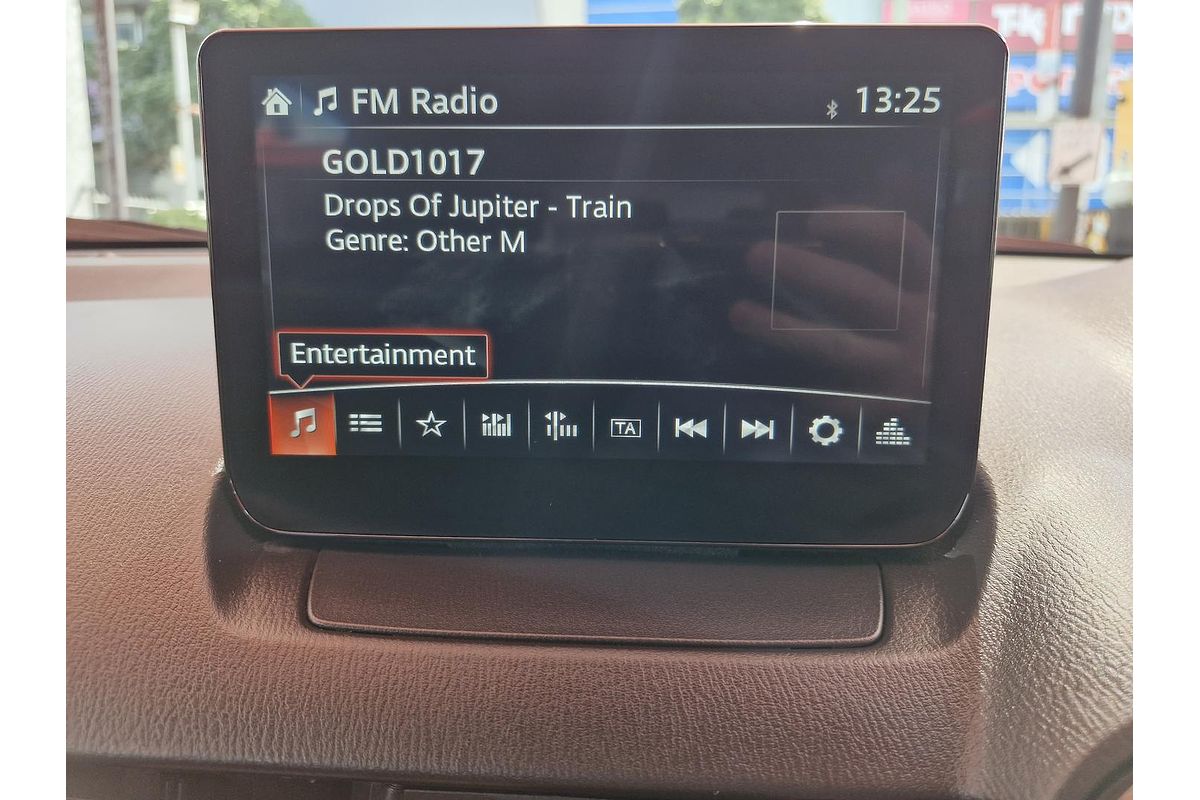 FM Radio
13:25
GOLD1017
Drops Of Jupiter - Train
Genre: Other M
Entertainment
TA